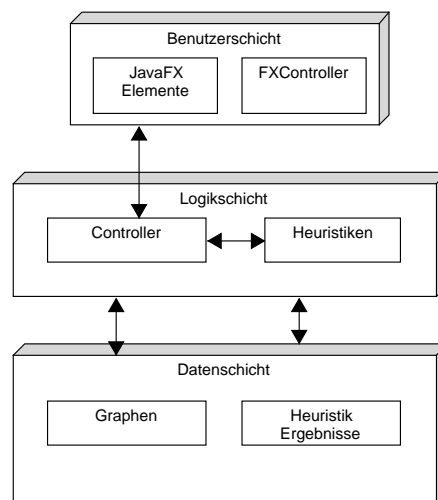 Benutzerschicht
JavaFX
Elemente
FXController
Logikschicht
Controller
Heuristiken
Datenschicht
Graphen
Heuristik
Ergebnisse